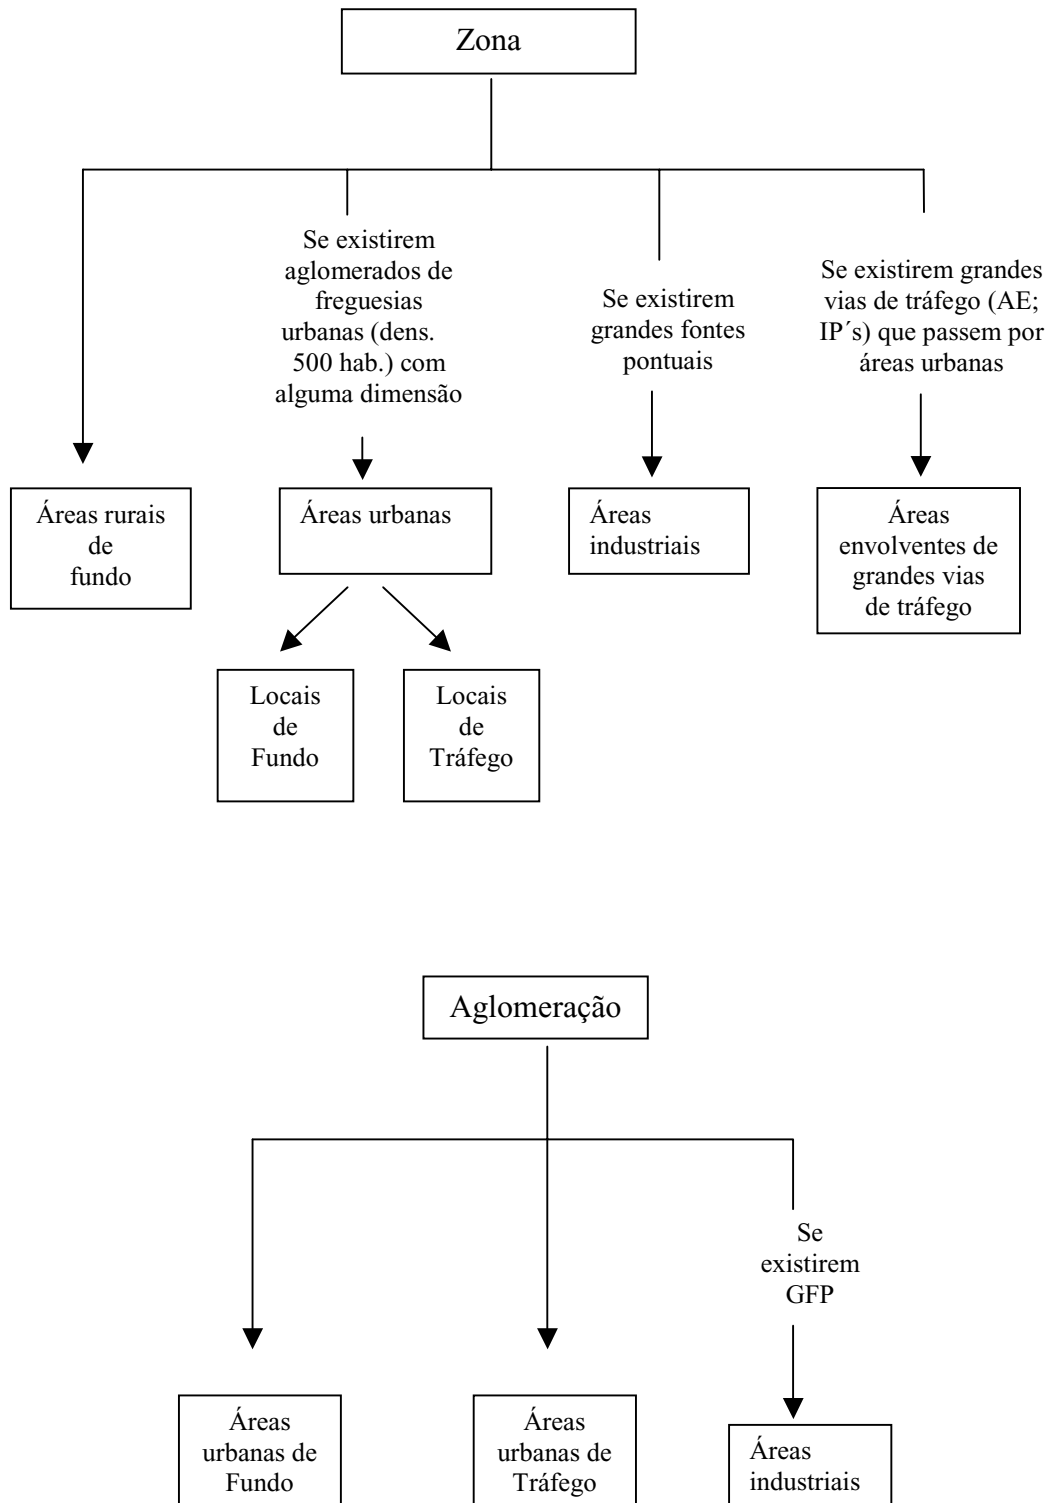 Zona
Se existirem
aglomerados de
freguesias
urbanas (dens.
500 hab.) com
alguma dimensão
Se existirem
grandes fontes
pontuais
Se existirem grandes
vias de tráfego (AE;
IP´s) que passem por
áreas urbanas
Áreas rurais
de
fundo
Áreas urbanas
Áreas
industriais
Áreas
envolventes de
grandes vias
de tráfego
Locais
de
Fundo
Locais
de
Tráfego
Aglomeração
Se
existirem
GFP
Áreas
urbanas de
Fundo
Áreas
urbanas de
Tráfego
Áreas
industriais